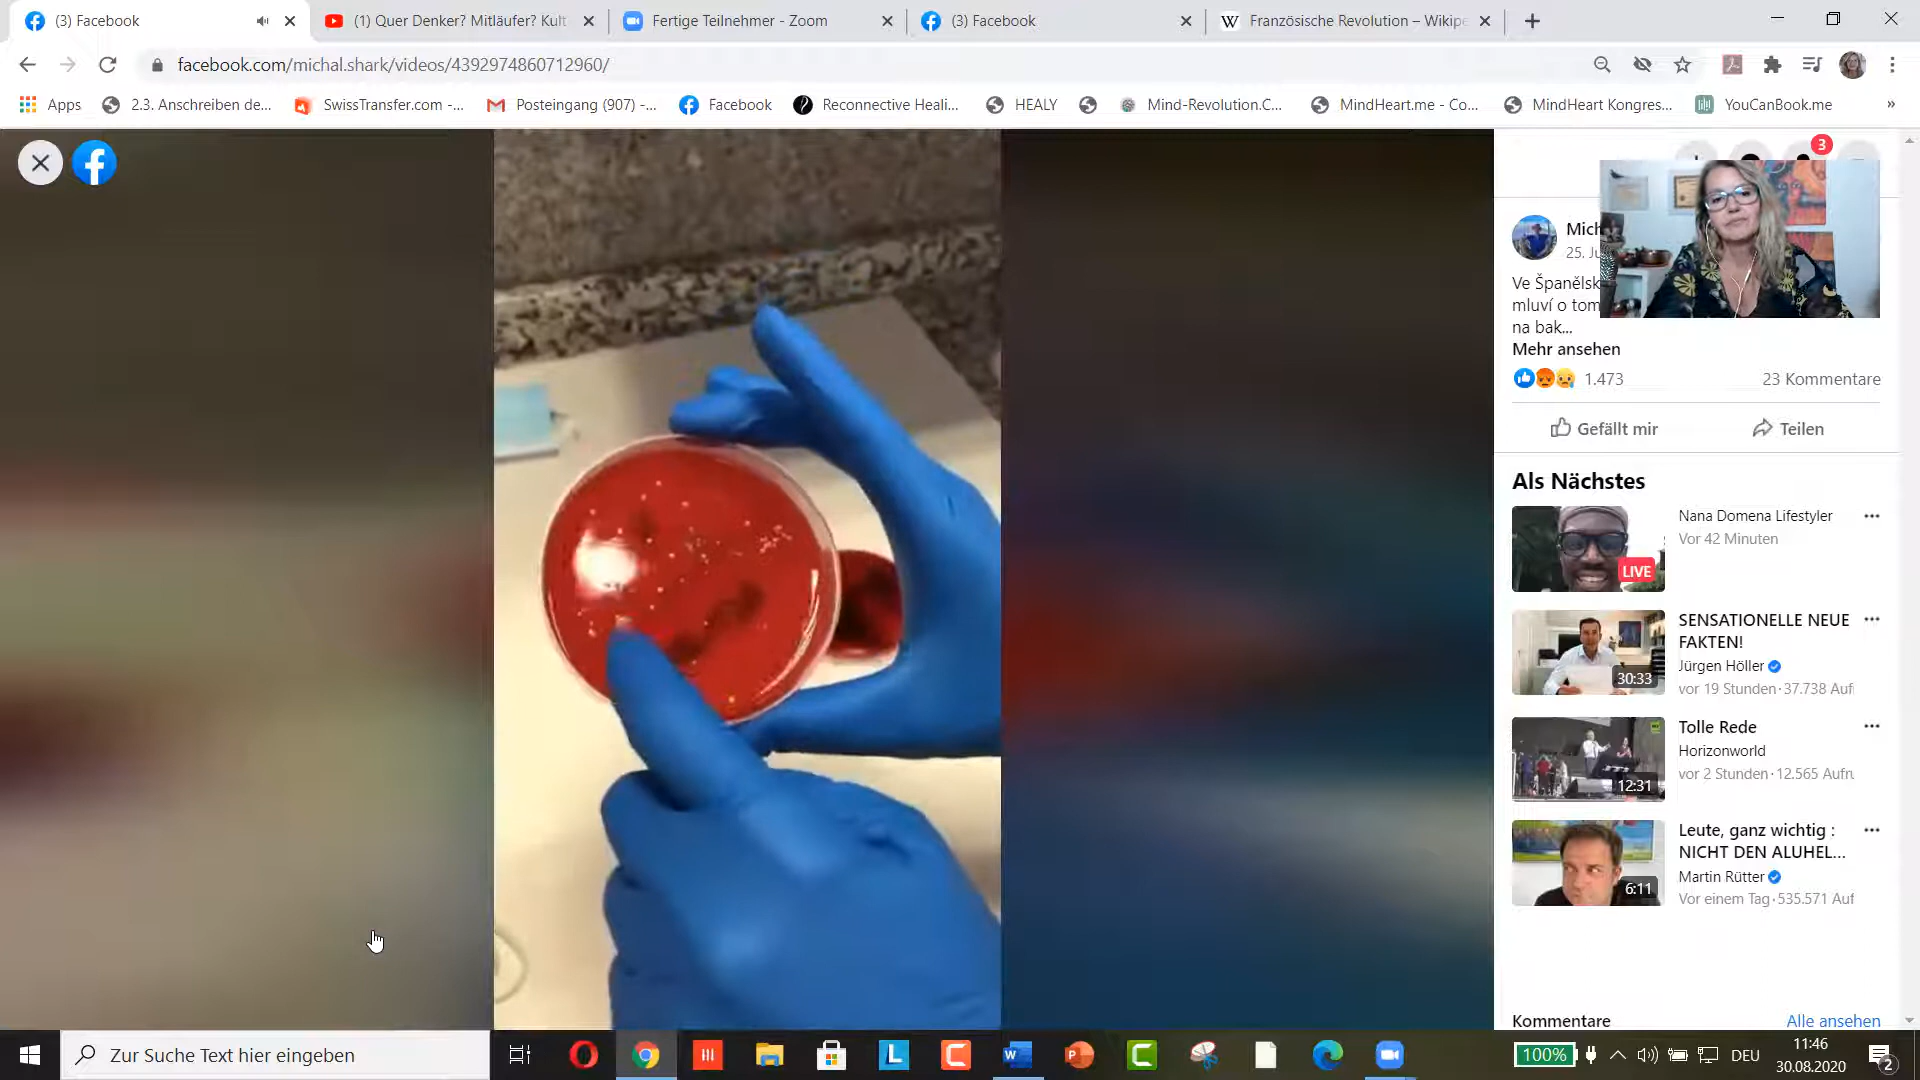 (3) Facebook
(1) Quer Denker? Mitläufer? Kult
Fertige Teilnehmer - Zoom
(3) Facebook
Französische Revolution – Wikipe
facebook.com/michal.shark/videos/4392974860712960/
Apps
2.3. Anschreiben de...
SwissTransfer.com -...
Posteingang (907) -...
Facebook
Reconnective Heali...
HEALY
Mind-Revolution.C...
MindHeart.me - Co...
MindHeart Kongres...
YouCanBook.me
»
3
Mich
25. Ju
Ve Španělsk
mluví o tom
na bak...
Mehr ansehen
1.473
23 Kommentare
Gefällt mir
Teilen
Als Nächstes
Nana Domena Lifestyler
Vor 42 Minuten
LIVE
SENSATIONELLE NEUE
FAKTEN!
Jürgen Höller
vor 19 Stunden · 37.738 Auf
30:33
Tolle Rede
Horizonworld
vor 2 Stunden · 12.565 Aufru
12:31
Leute, ganz wichtig :
NICHT DEN ALUHEL...
Martin Rütter
Vor einem Tag · 535.571 Auf
6:11
Kommentare
Alle ansehen
Zur Suche Text hier eingeben
100%
DEU
11:46
30.08.2020
2